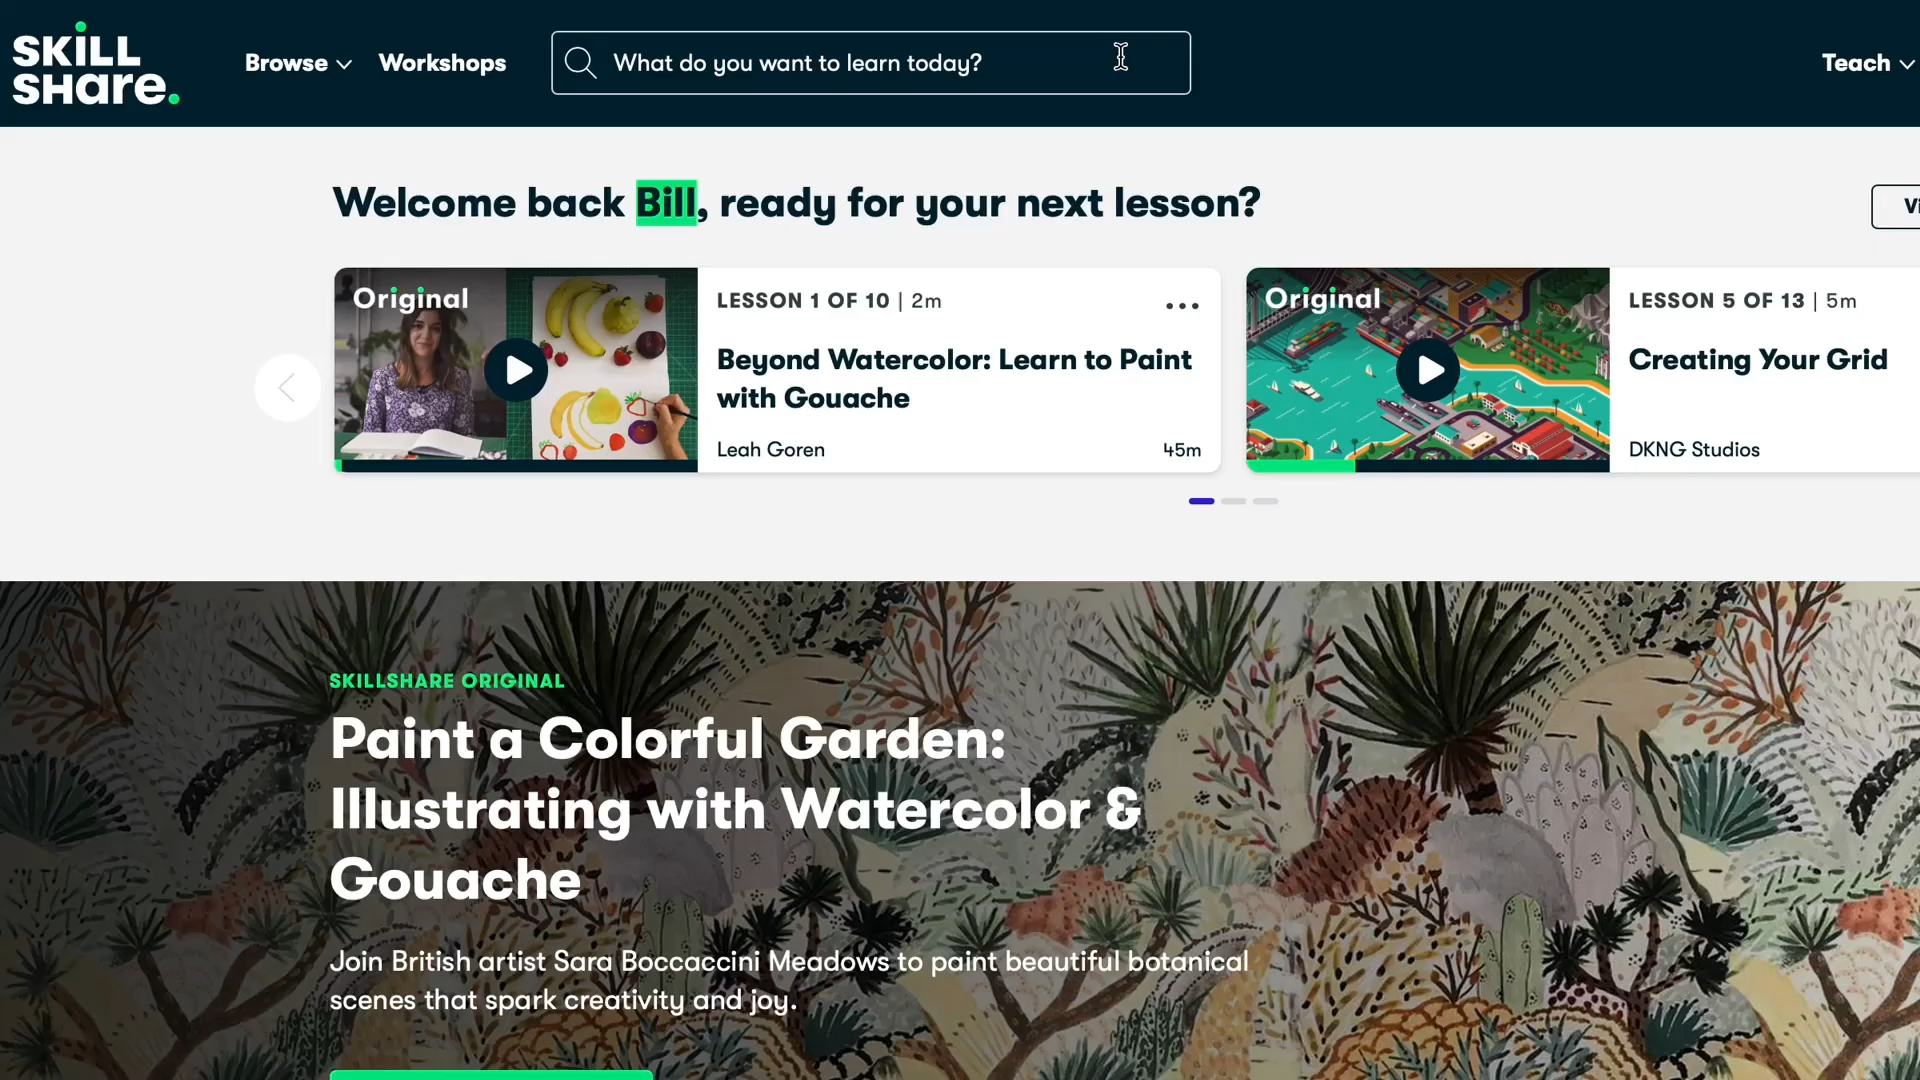 SKILL
SHare.
Browse
Workshops
What do you want to learn today?
Teach
Welcome back Bill, ready for your next lesson?
Original
LESSON 1 OF 10 | 2m
Beyond Watercolor: Learn to Paint
with Gouache
Leah Goren
45m
Original
LESSON 5 OF 13 | 5m
Creating Your Grid
DKNG Studios
SKILLSHARE ORIGINAL
Paint a Colorful Garden:
Illustrating with Watercolor &
Gouache
Join British artist Sara Boccaccini Meadows to paint beautiful botanical
scenes that spark creativity and joy.